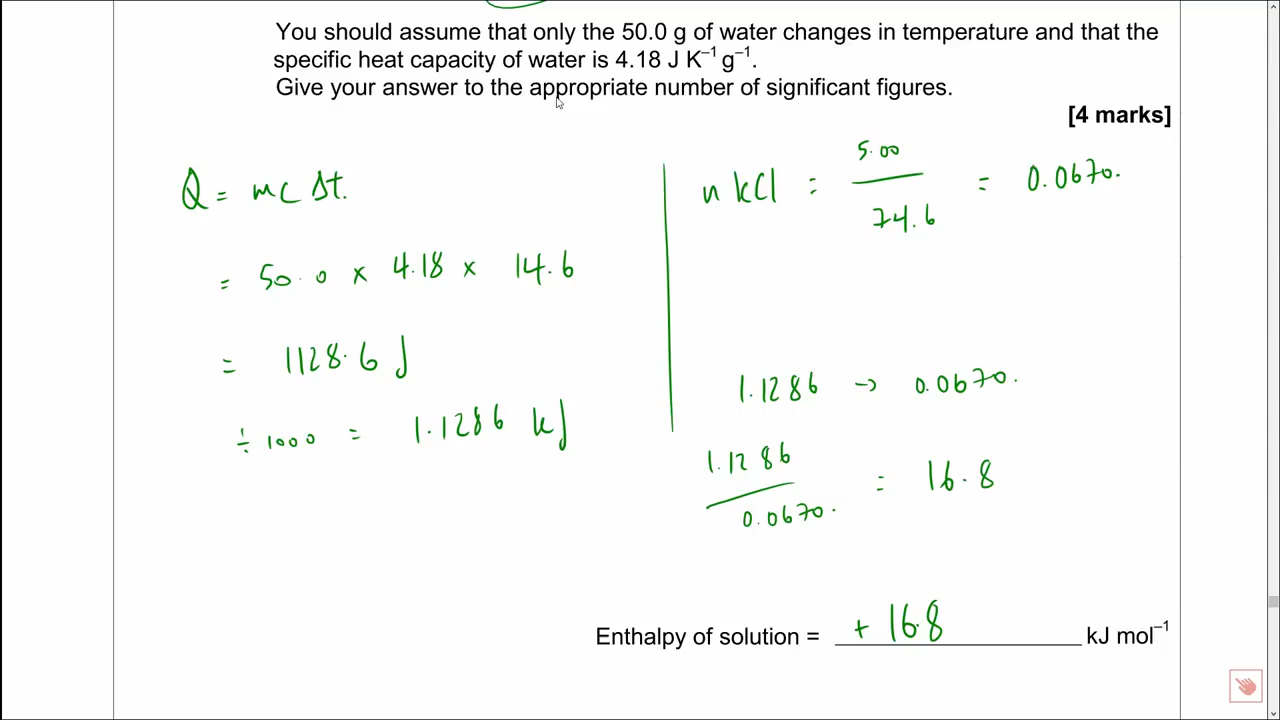 You should assume that only the 50.0 g of water changes in temperature and that the
specific heat capacity of water is 4.18 J K⁻¹ g⁻¹.
Give your answer to the appropriate number of significant figures.
[4 marks]
Q = mc Δt.
= 50.0 × 4.18 × 14.6
= 1128.6 J
÷ 1000 = 1.1286 kJ
n KCl = 5.00 / 74.6 = 0.0670.
1.1286 → 0.0670.
1.1286 / 0.0670. = 16.8
Enthalpy of solution = + 16.8 kJ mol⁻¹